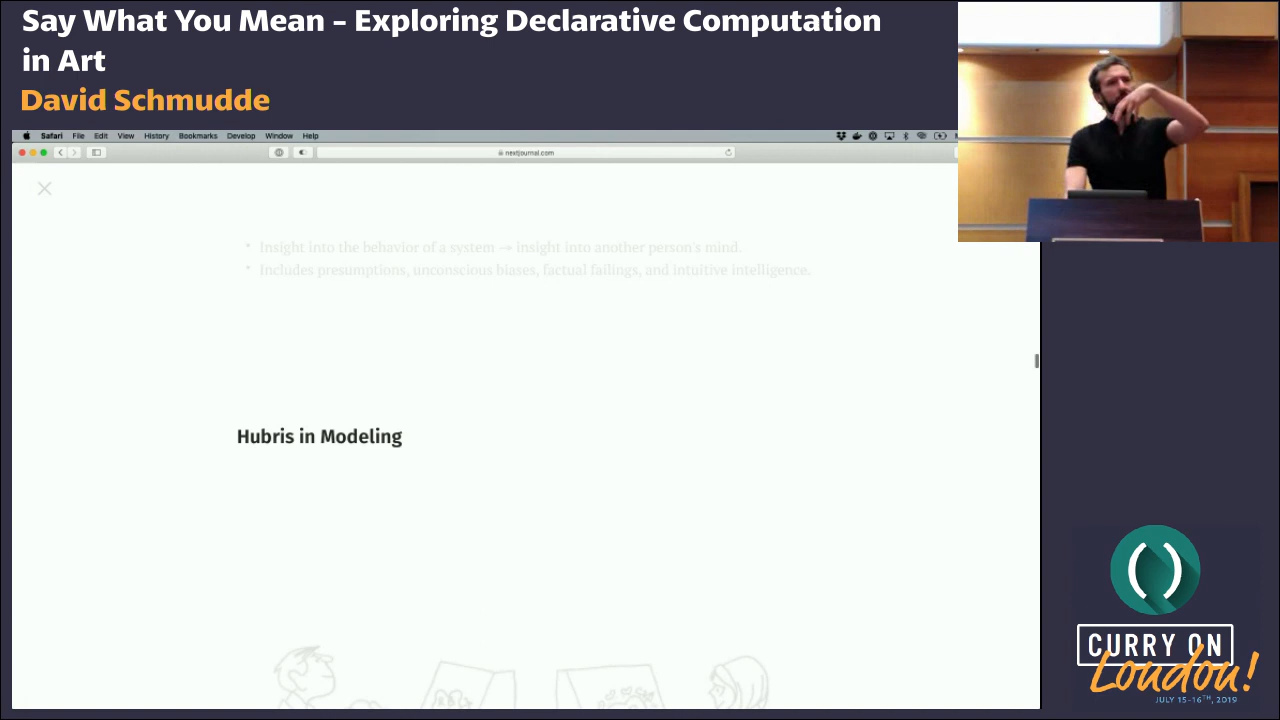 Say What You Mean – Exploring Declarative Computation
in Art
David Schmudde
Safari File Edit View History Bookmarks Develop Window Help
nextjournal.com
• Insight into the behavior of a system → insight into another person's mind.
• Includes presumptions, unconscious biases, factual failings, and intuitive intelligence.
Hubris in Modeling
CURRY ON
London!
JULY 15-16TH, 2019